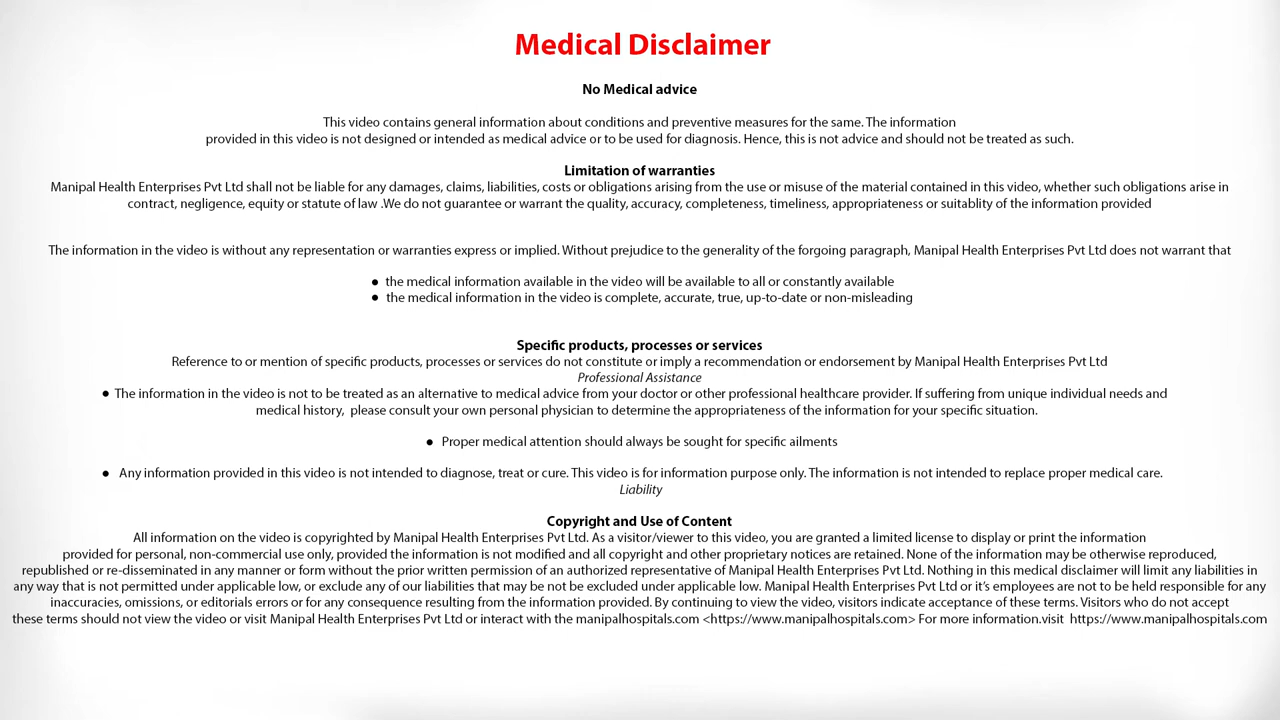 Medical Disclaimer
No Medical advice
This video contains general information about conditions and preventive measures for the same. The information
provided in this video is not designed or intended as medical advice or to be used for diagnosis. Hence, this is not advice and should not be treated as such.
Limitation of warranties
Manipal Health Enterprises Pvt Ltd shall not be liable for any damages, claims, liabilities, costs or obligations arising from the use or misuse of the material contained in this video, whether such obligations arise in
contract, negligence, equity or statute of law .We do not guarantee or warrant the quality, accuracy, completeness, timeliness, appropriateness or suitablity of the information provided
The information in the video is without any representation or warranties express or implied. Without prejudice to the generality of the forgoing paragraph, Manipal Health Enterprises Pvt Ltd does not warrant that
● the medical information available in the video will be available to all or constantly available
● the medical information in the video is complete, accurate, true, up-to-date or non-misleading
Specific products, processes or services
Reference to or mention of specific products, processes or services do not constitute or imply a recommendation or endorsement by Manipal Health Enterprises Pvt Ltd
Professional Assistance
● The information in the video is not to be treated as an alternative to medical advice from your doctor or other professional healthcare provider. If suffering from unique individual needs and
medical history, please consult your own personal physician to determine the appropriateness of the information for your specific situation.
● Proper medical attention should always be sought for specific ailments
● Any information provided in this video is not intended to diagnose, treat or cure. This video is for information purpose only. The information is not intended to replace proper medical care.
Liability
Copyright and Use of Content
All information on the video is copyrighted by Manipal Health Enterprises Pvt Ltd. As a visitor/viewer to this video, you are granted a limited license to display or print the information
provided for personal, non-commercial use only, provided the information is not modified and all copyright and other proprietary notices are retained. None of the information may be otherwise reproduced,
republished or re-disseminated in any manner or form without the prior written permission of an authorized representative of Manipal Health Enterprises Pvt Ltd. Nothing in this medical disclaimer will limit any liabilities in
any way that is not permitted under applicable low, or exclude any of our liabilities that may be not be excluded under applicable low. Manipal Health Enterprises Pvt Ltd or it's employees are not to be held responsible for any
inaccuracies, omissions, or editorials errors or for any consequence resulting from the information provided. By continuing to view the video, visitors indicate acceptance of these terms. Visitors who do not accept
these terms should not view the video or visit Manipal Health Enterprises Pvt Ltd or interact with the manipalhospitals.com <https://www.manipalhospitals.com> For more information.visit https://www.manipalhospitals.com